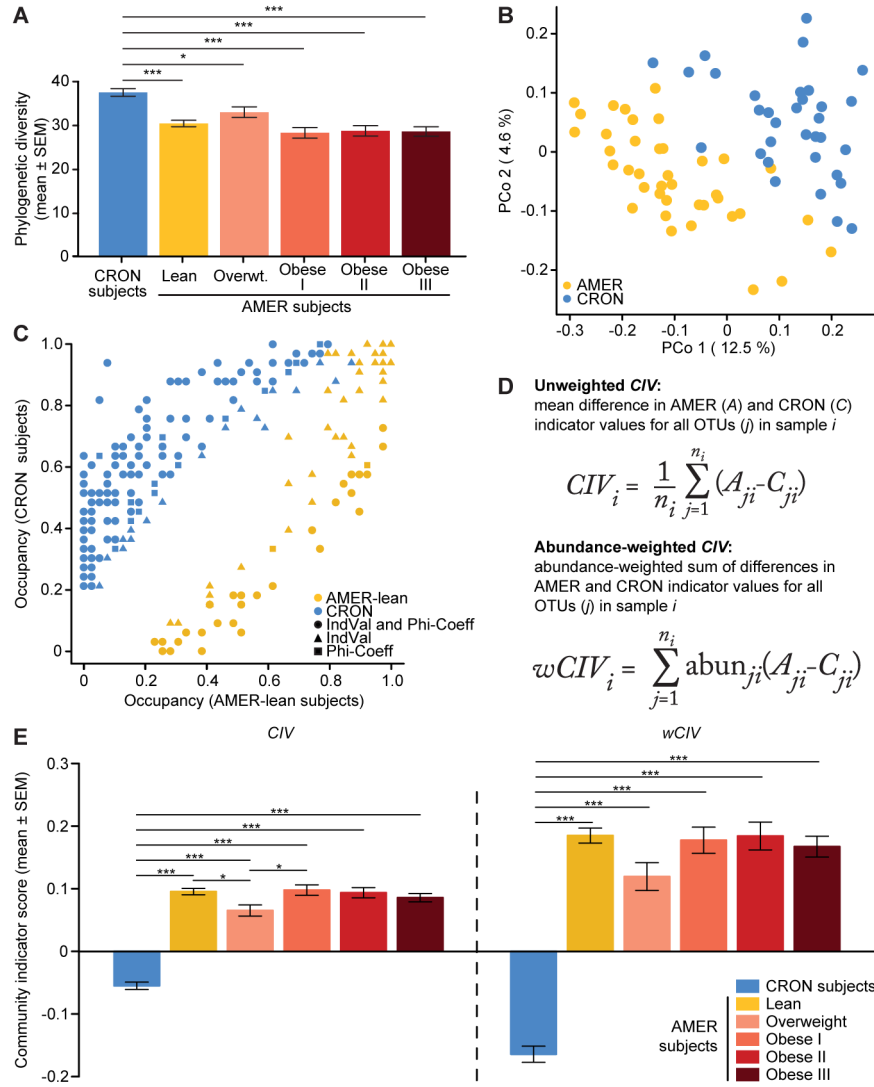 A
***
***
***
*
***
Phylogenetic diversity
(mean ± SEM)
40
30
20
10
0
CRON
subjects
Lean
Overwt.
Obese
I
Obese
II
Obese
III
AMER subjects
B
PCo 2 ( 4.6 %)
0.2
0.1
0
-0.1
-0.2
AMER
CRON
-0.3
-0.2
-0.1
0
0.1
0.2
PCo 1 ( 12.5 %)
C
Occupancy (CRON subjects)
1.0
0.8
0.6
0.4
0.2
0
AMER-lean
CRON
IndVal and Phi-Coeff
IndVal
Phi-Coeff
0
0.2
0.4
0.6
0.8
1.0
Occupancy (AMER-lean subjects)
D
Unweighted CIV:
mean difference in AMER (A) and CRON (C)
indicator values for all OTUs (j) in sample i
CIVi = 1/ni ∑ j=1 ni (Aji-Cji)
Abundance-weighted CIV:
abundance-weighted sum of differences in
AMER and CRON indicator values for all
OTUs (j) in sample i
wCIVi = ∑ j=1 ni abunji(Aji-Cji)
E
CIV
wCIV
Community indicator score (mean ± SEM)
0.3
0.2
0.1
0
-0.1
-0.2
***
***
***
***
*
***
*
***
***
***
***
***
CRON subjects
AMER
subjects
Lean
Overweight
Obese I
Obese II
Obese III